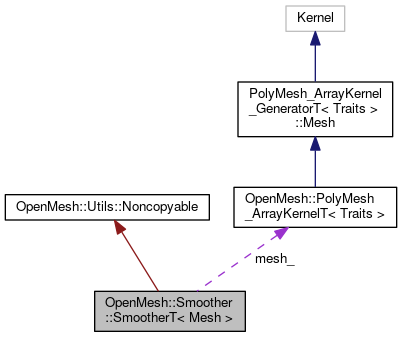 Kernel
PolyMesh_ArrayKernel
_GeneratorT< Traits >
::Mesh
OpenMesh::PolyMesh
_ArrayKernelT< Traits >
OpenMesh::Utils::Noncopyable
mesh_
OpenMesh::Smoother
::SmootherT< Mesh >